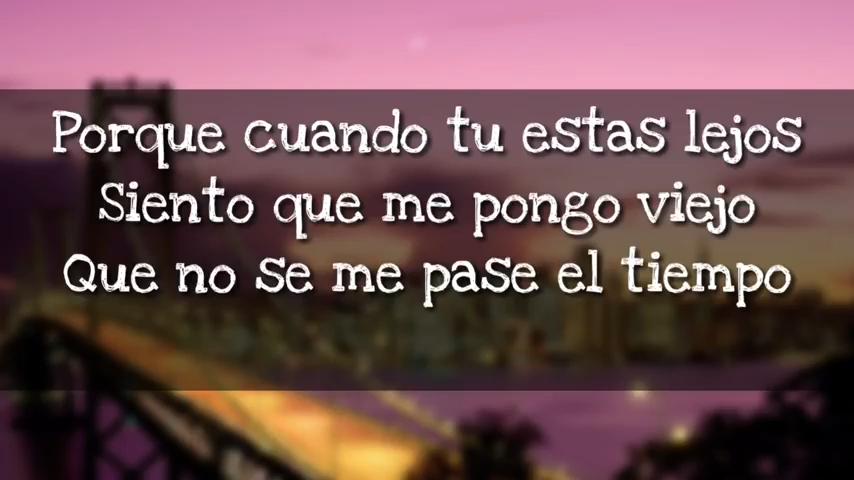 Porque cuando tu estas lejos
Siento que me pongo viejo
Que no se me pase el tiempo